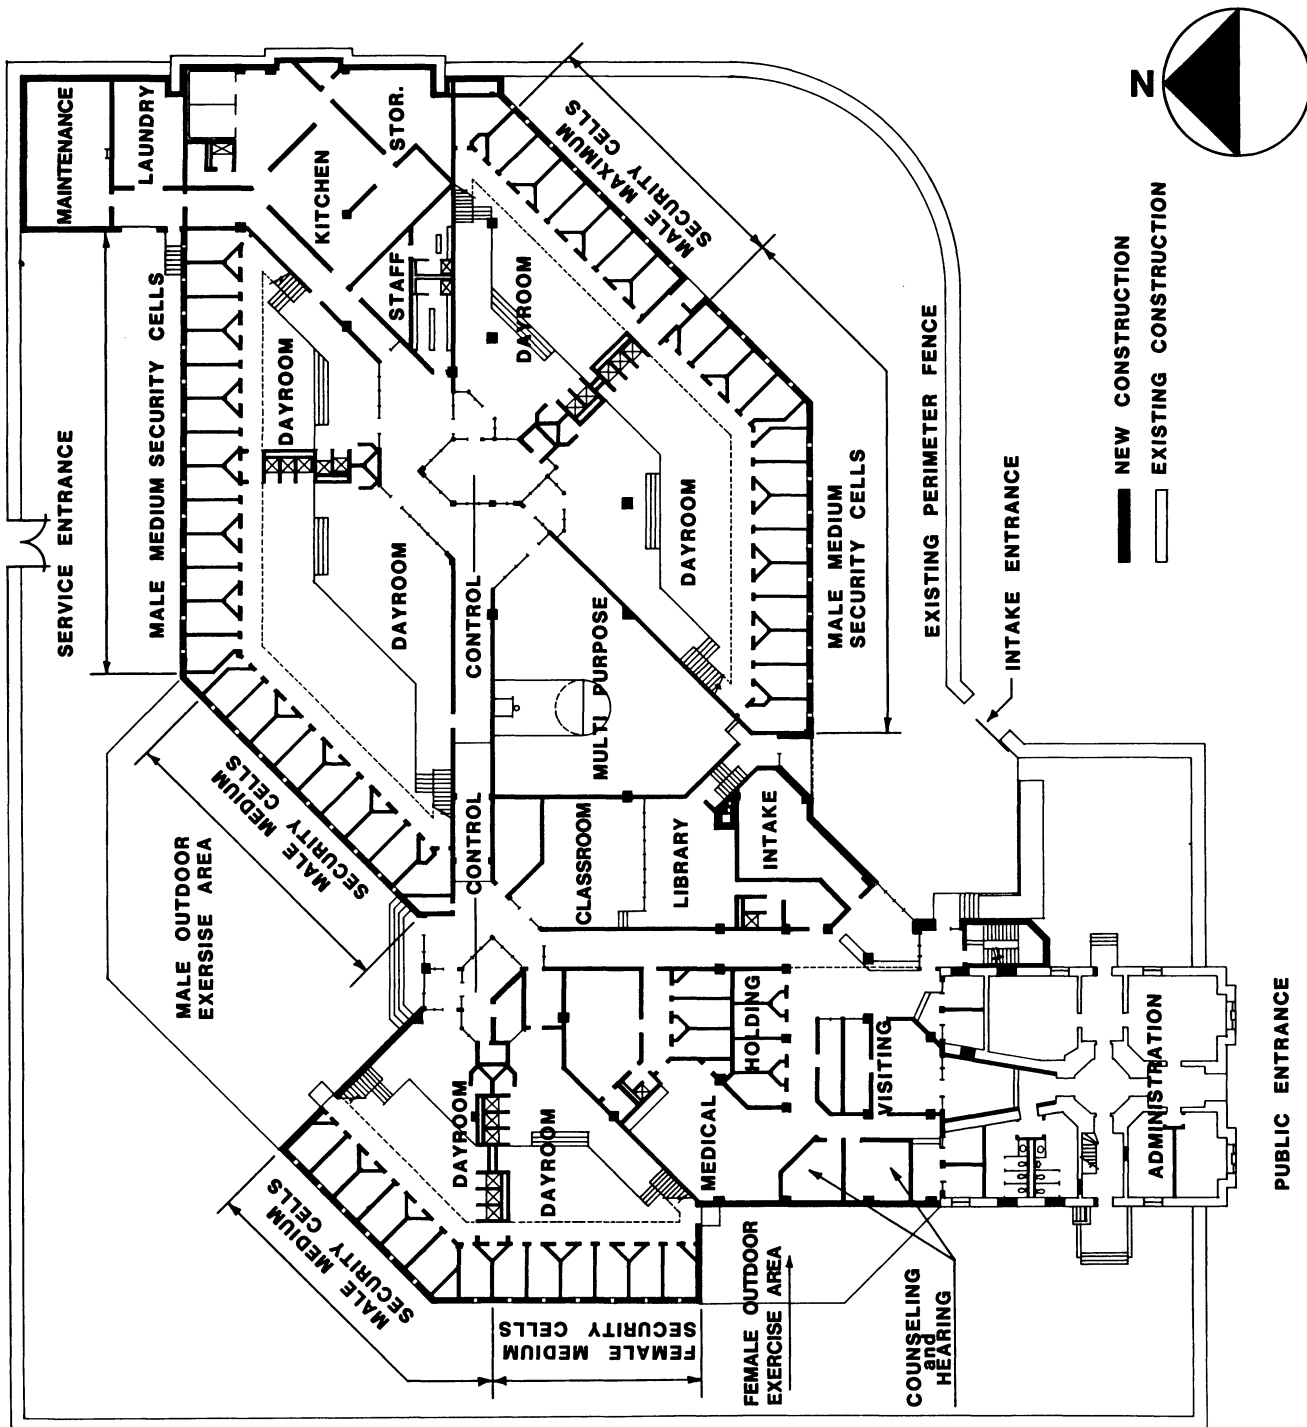 MAINTENANCE
LAUNDRY
KITCHEN
STOR.
STAFF
MALE MAXIMUM
SECURITY CELLS
N
SERVICE ENTRANCE
MALE MEDIUM SECURITY CELLS
DAYROOM
DAYROOM
DAYROOM
DAYROOM
CONTROL
MULTI PURPOSE
MALE MEDIUM
SECURITY CELLS
EXISTING PERIMETER FENCE
INTAKE ENTRANCE
NEW CONSTRUCTION
EXISTING CONSTRUCTION
MALE OUTDOOR
EXERSISE AREA
MALE MEDIUM
SECURITY CELLS
CONTROL
CLASSROOM
LIBRARY
INTAKE
DAYROOM
DAYROOM
MEDICAL
HOLDING
VISITING
ADMINISTRATION
PUBLIC ENTRANCE
MALE MEDIUM
SECURITY CELLS
FEMALE MEDIUM
SECURITY CELLS
FEMALE OUTDOOR
EXERCISE AREA
COUNSELING
and
HEARING